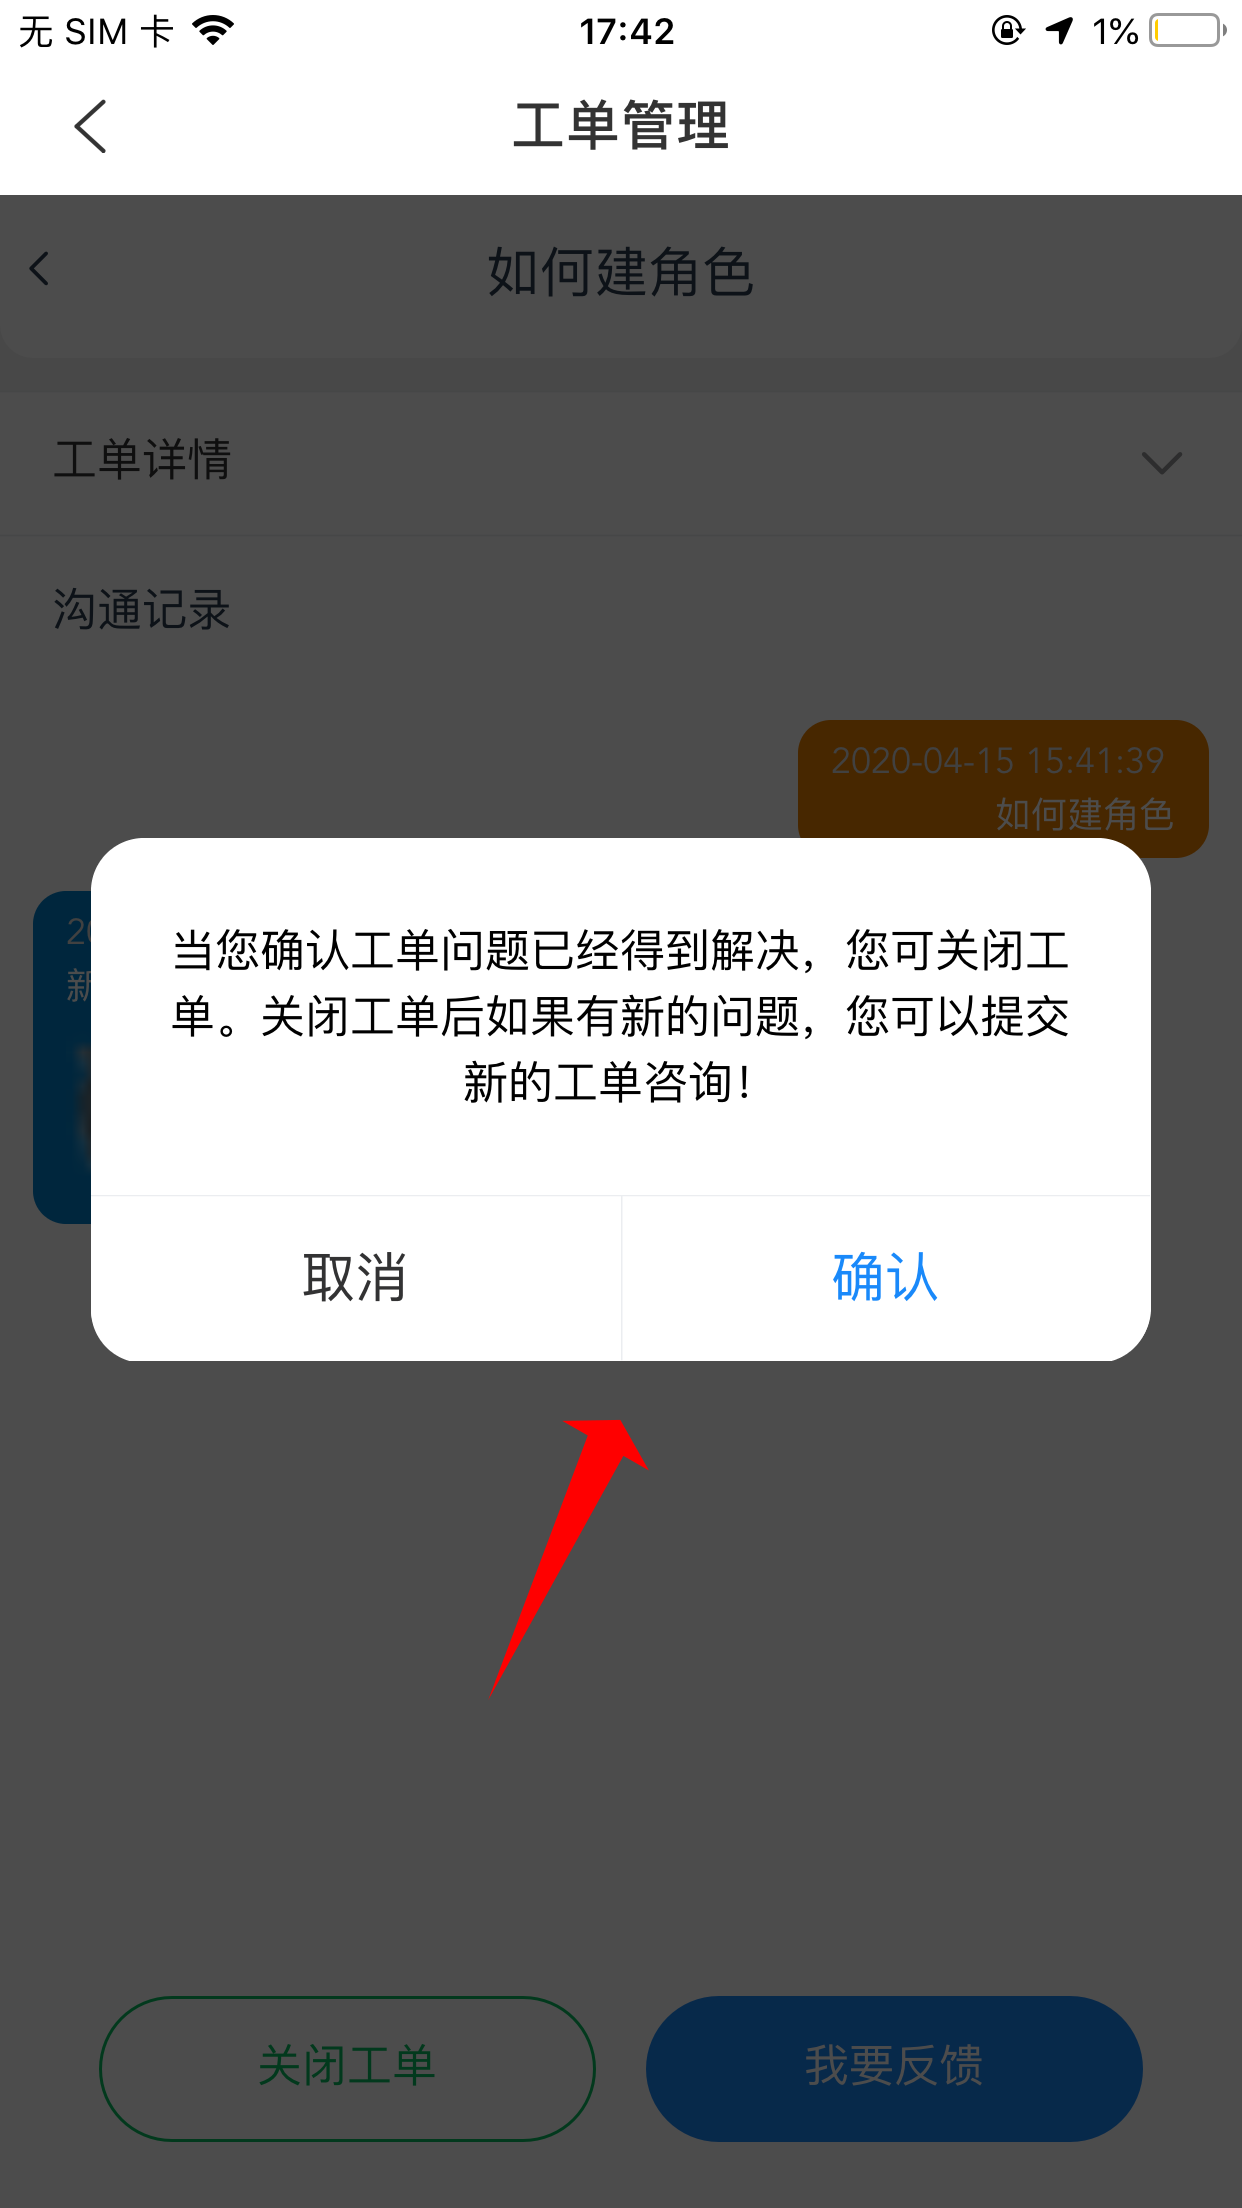 无 SIM 卡
17:42
1%
工单管理
如何建角色
工单详情
沟通记录
2020-04-15 15:41:39
如何建角色
新
当您确认工单问题已经得到解决，您可关闭工
单。关闭工单后如果有新的问题，您可以提交
新的工单咨询！
取消
确认
关闭工单
我要反馈